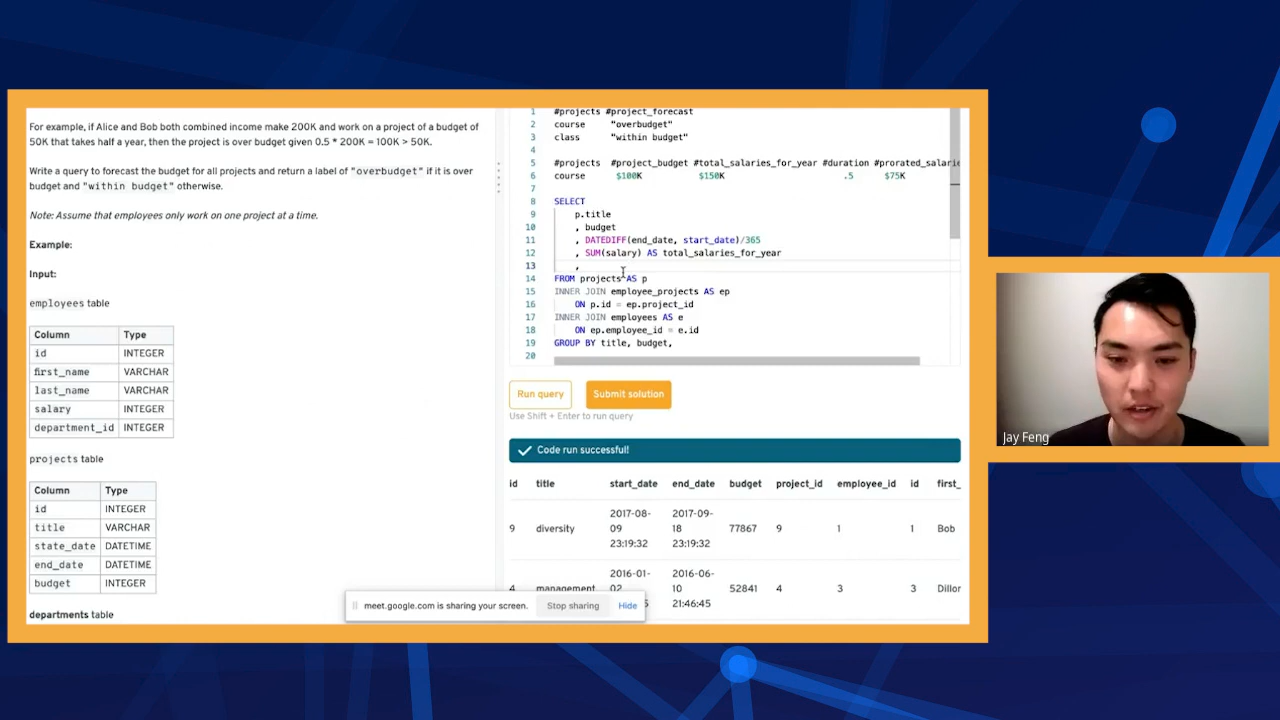 For example, if Alice and Bob both combined income make 200K and work on a project of a budget of
50K that takes half a year, then the project is over budget given 0.5 * 200K = 100K > 50K.
Write a query to forecast the budget for all projects and return a label of "overbudget" if it is over
budget and "within budget" otherwise.
Note: Assume that employees only work on one project at a time.
Example:
Input:
employees table
Column Type
id INTEGER
first_name VARCHAR
last_name VARCHAR
salary INTEGER
department_id INTEGER
projects table
Column Type
id INTEGER
title VARCHAR
state_date DATETIME
end_date DATETIME
budget INTEGER
departments table
1 #projects #project_forecast
2 course "overbudget"
3 class "within budget"
4
5 #projects #project_budget #total_salaries_for_year #duration #prorated_salarie
6 course $100K $150K .5 $75K
7
8 SELECT
9 p.title
10 , budget
11 , DATEDIFF(end_date, start_date)/365
12 , SUM(salary) AS total_salaries_for_year
13 ,
14 FROM projects AS p
15 INNER JOIN employee_projects AS ep
16 ON p.id = ep.project_id
17 INNER JOIN employees AS e
18 ON ep.employee_id = e.id
19 GROUP BY title, budget,
20
Run query Submit solution
Use Shift + Enter to run query
Code run successful!
id title start_date end_date budget project_id employee_id id first_
9 diversity 2017-08-09 23:19:32 2017-09-18 23:19:32 77867 9 1 1 Bob
4 management 2016-01-02 2016-06-10 21:46:45 52841 4 3 3 Dillor
meet.google.com is sharing your screen. Stop sharing Hide
Jay Feng